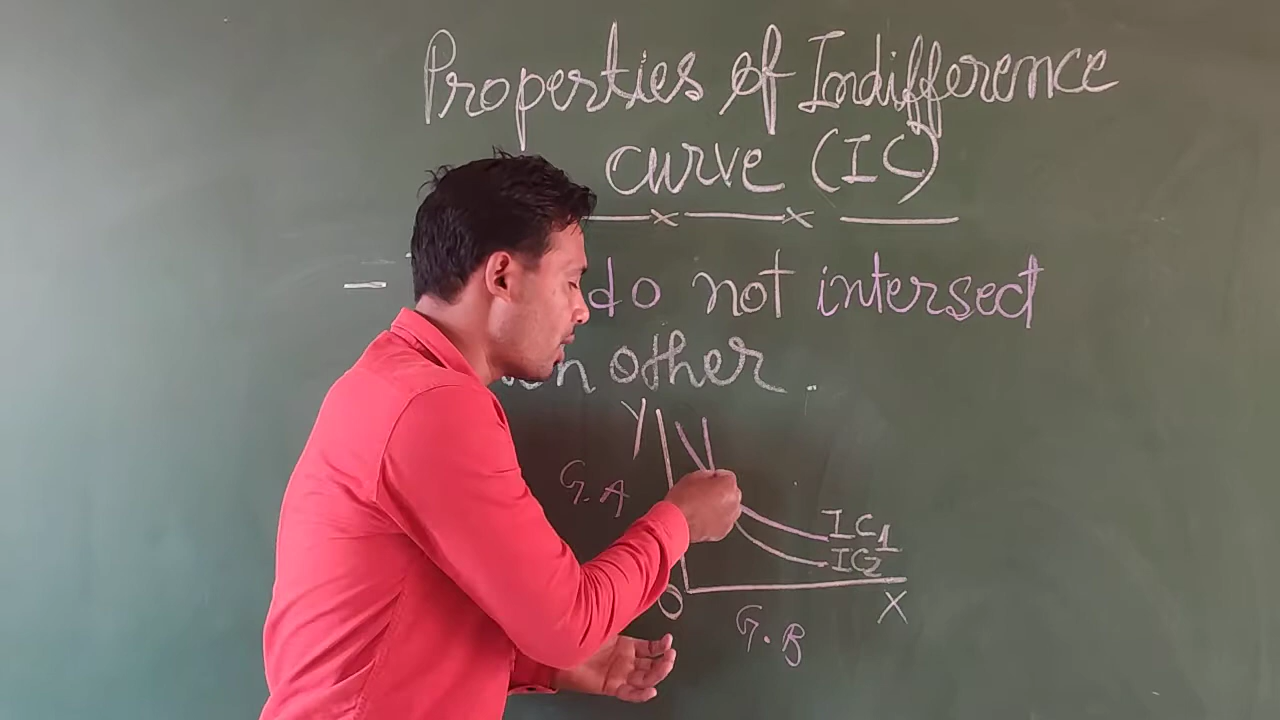 Properties of Indifference
curve (IC)
do not intersect
other.
Y
G.A
IC1
IC2
O
X
G.B